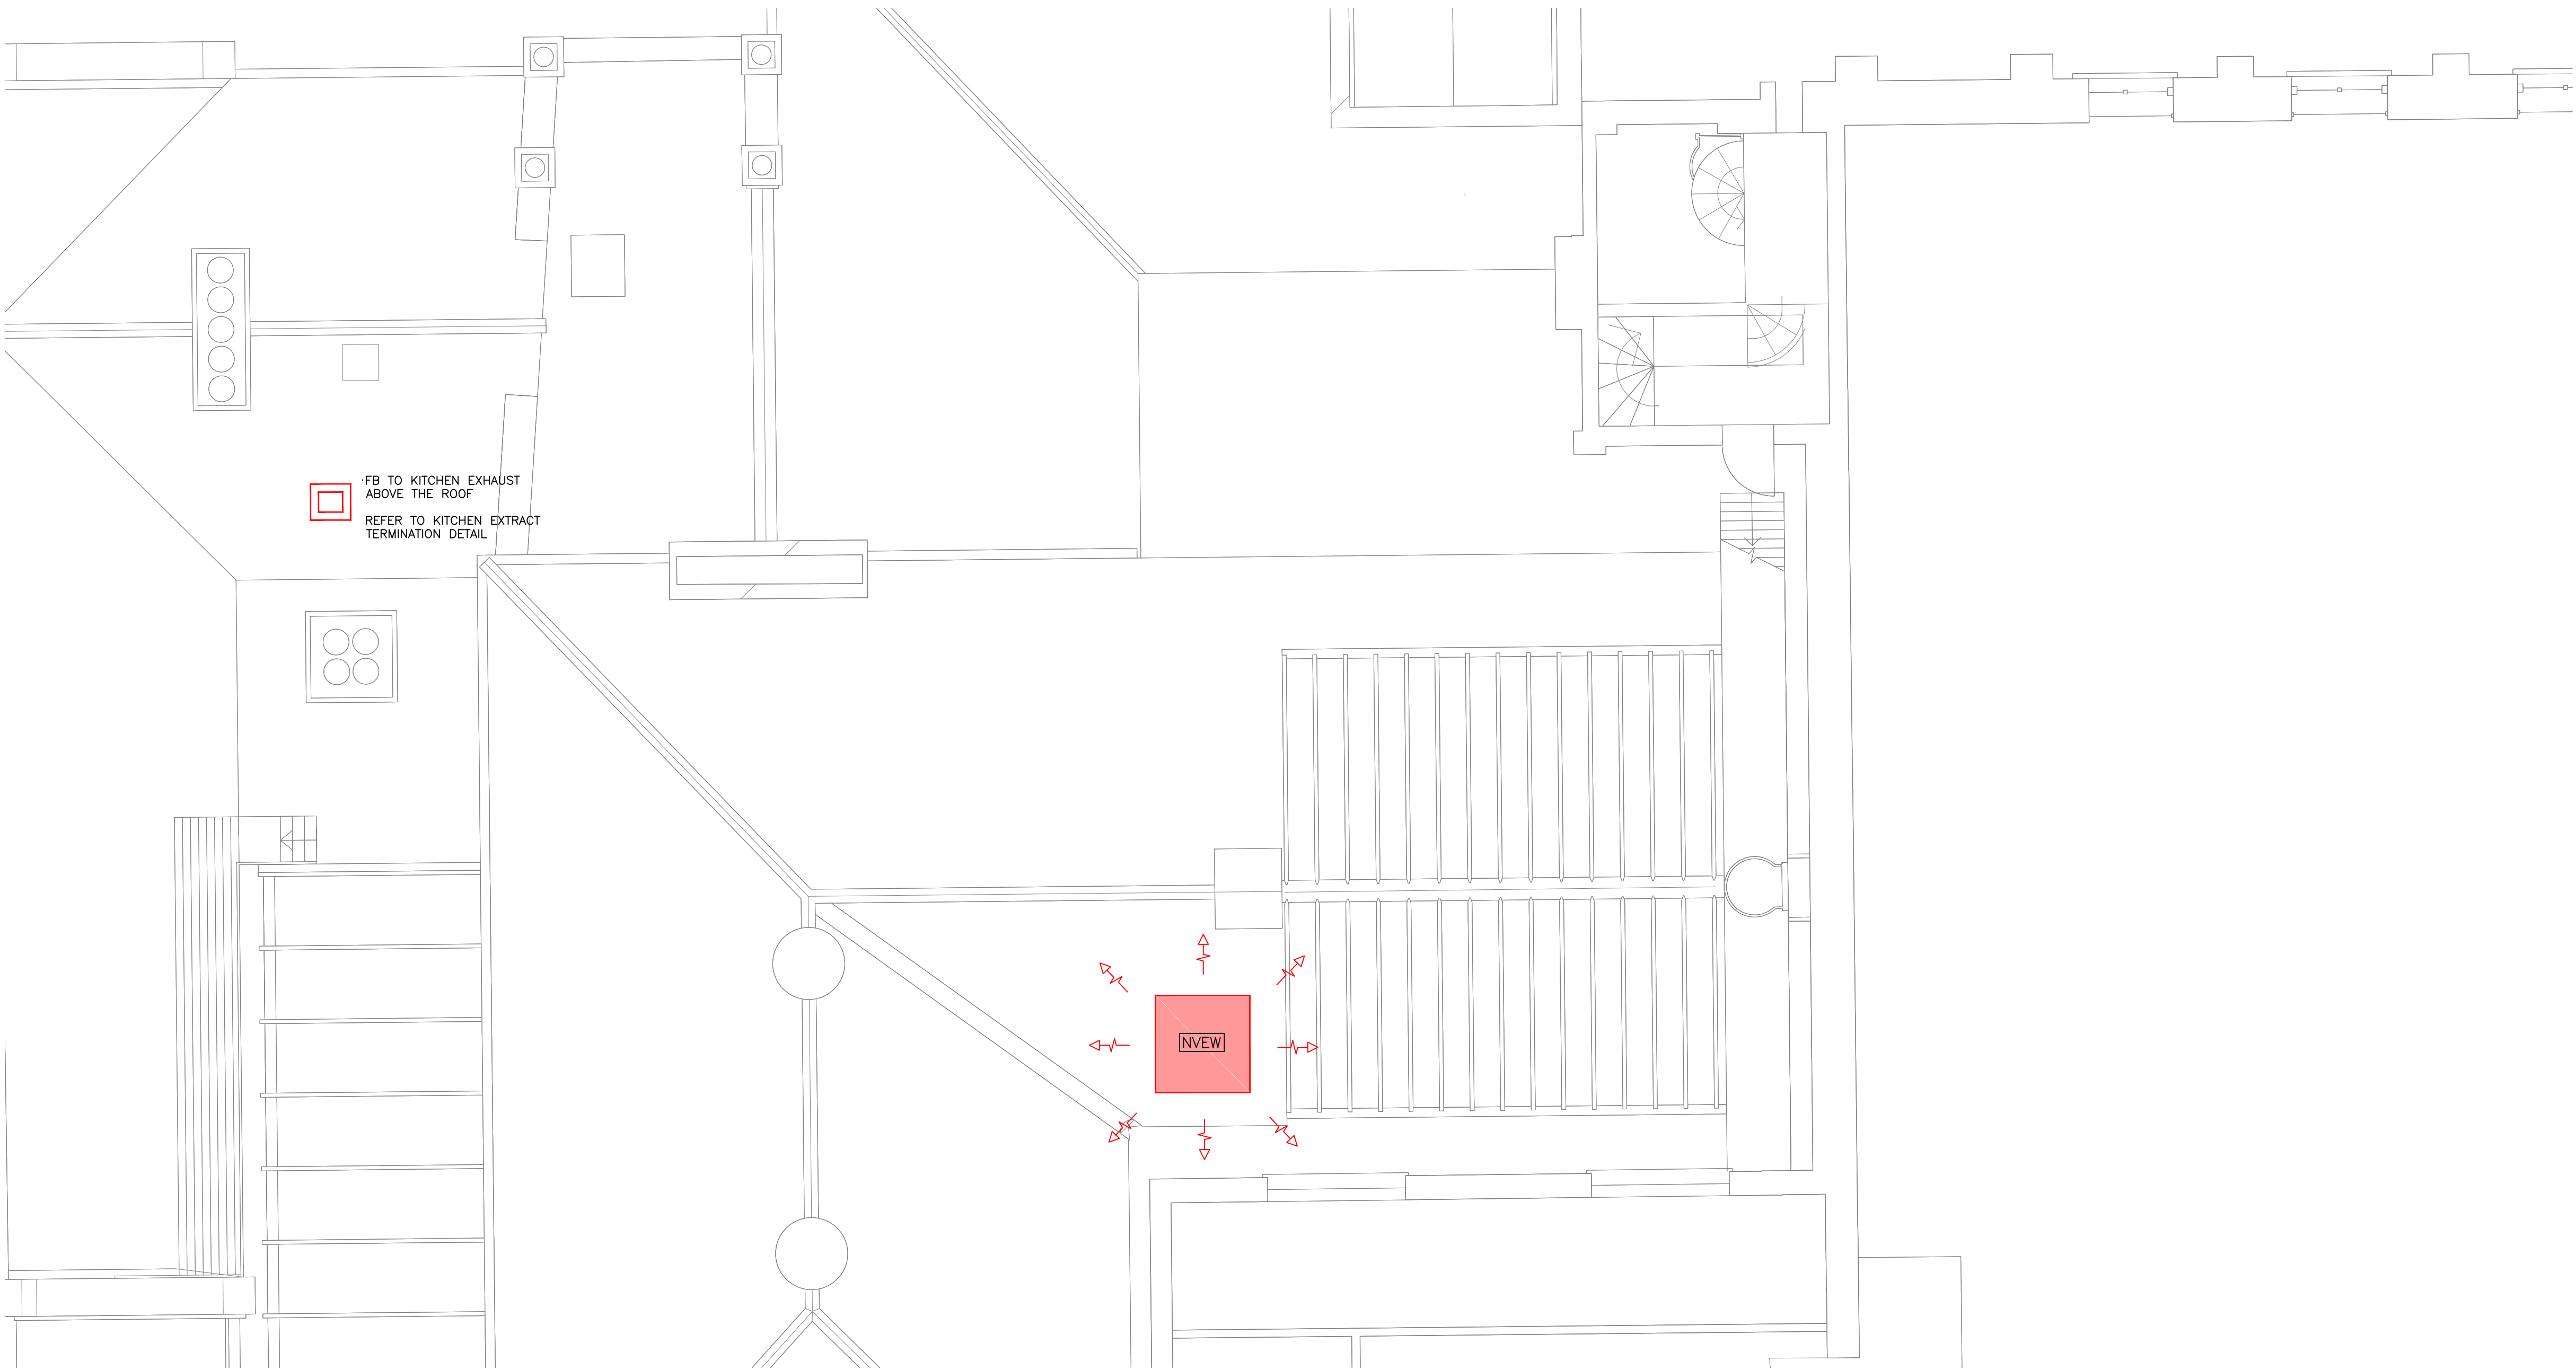 FB TO KITCHEN EXHAUST
ABOVE THE ROOF
REFER TO KITCHEN EXTRACT
TERMINATION DETAIL
NVEW